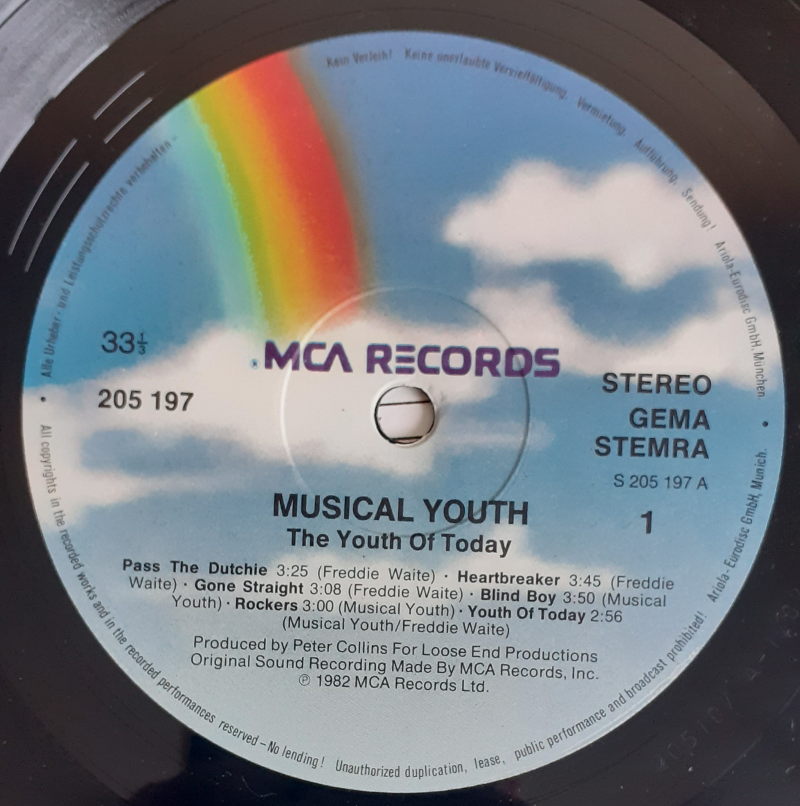 Alle Urheber- und Leistungsschutzrechte vorbehalten –
Kein Verleih! Keine unerlaubte Vervielfältigung, Vermietung, Aufführung, Sendung! Ariola-Eurodisc GmbH, München.
33⅓
MCA RECORDS
205 197
STEREO
GEMA
STEMRA
S 205 197 A
1
MUSICAL YOUTH
The Youth Of Today
Pass The Dutchie 3:25 (Freddie Waite) · Heartbreaker 3:45 (Freddie
Waite) · Gone Straight 3:08 (Freddie Waite) · Blind Boy 3:50 (Musical
Youth) · Rockers 3:00 (Musical Youth) · Youth Of Today 2:56
(Musical Youth/Freddie Waite)
Produced by Peter Collins For Loose End Productions
Original Sound Recording Made By MCA Records, Inc.
℗ 1982 MCA Records Ltd.
All copyrights in the recorded works and in the recorded performances reserved – No lending! Unauthorized duplication, lease, public performance and broadcast prohibited! Ariola-Eurodisc GmbH, Munich.